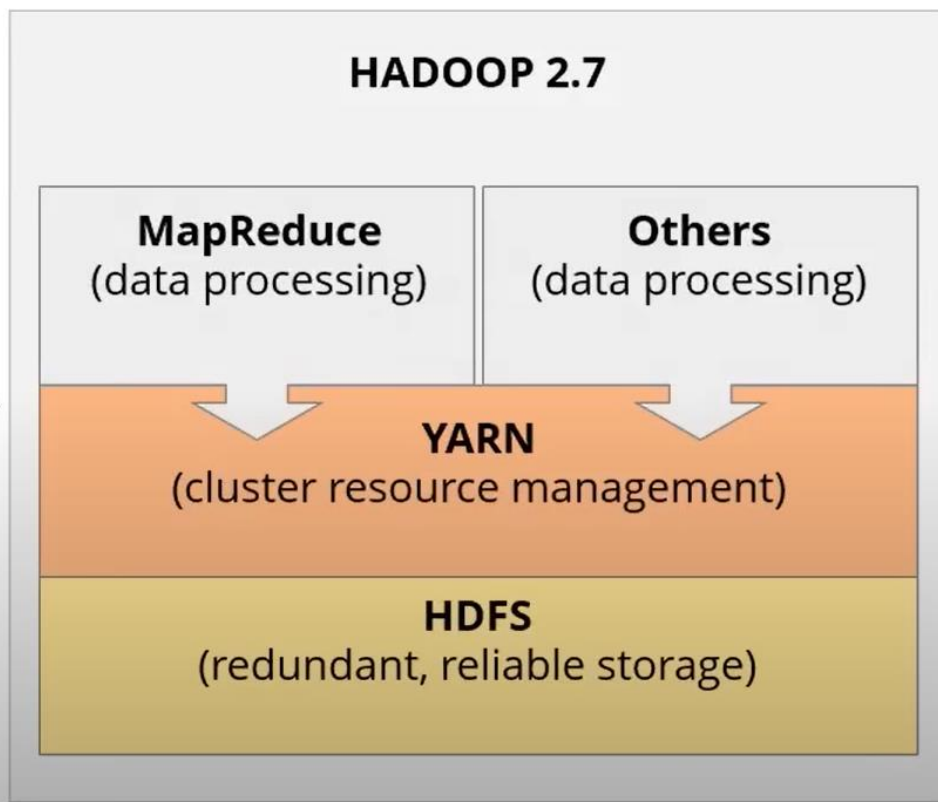 HADOOP 2.7
MapReduce
(data processing)
Others
(data processing)
YARN
(cluster resource management)
HDFS
(redundant, reliable storage)